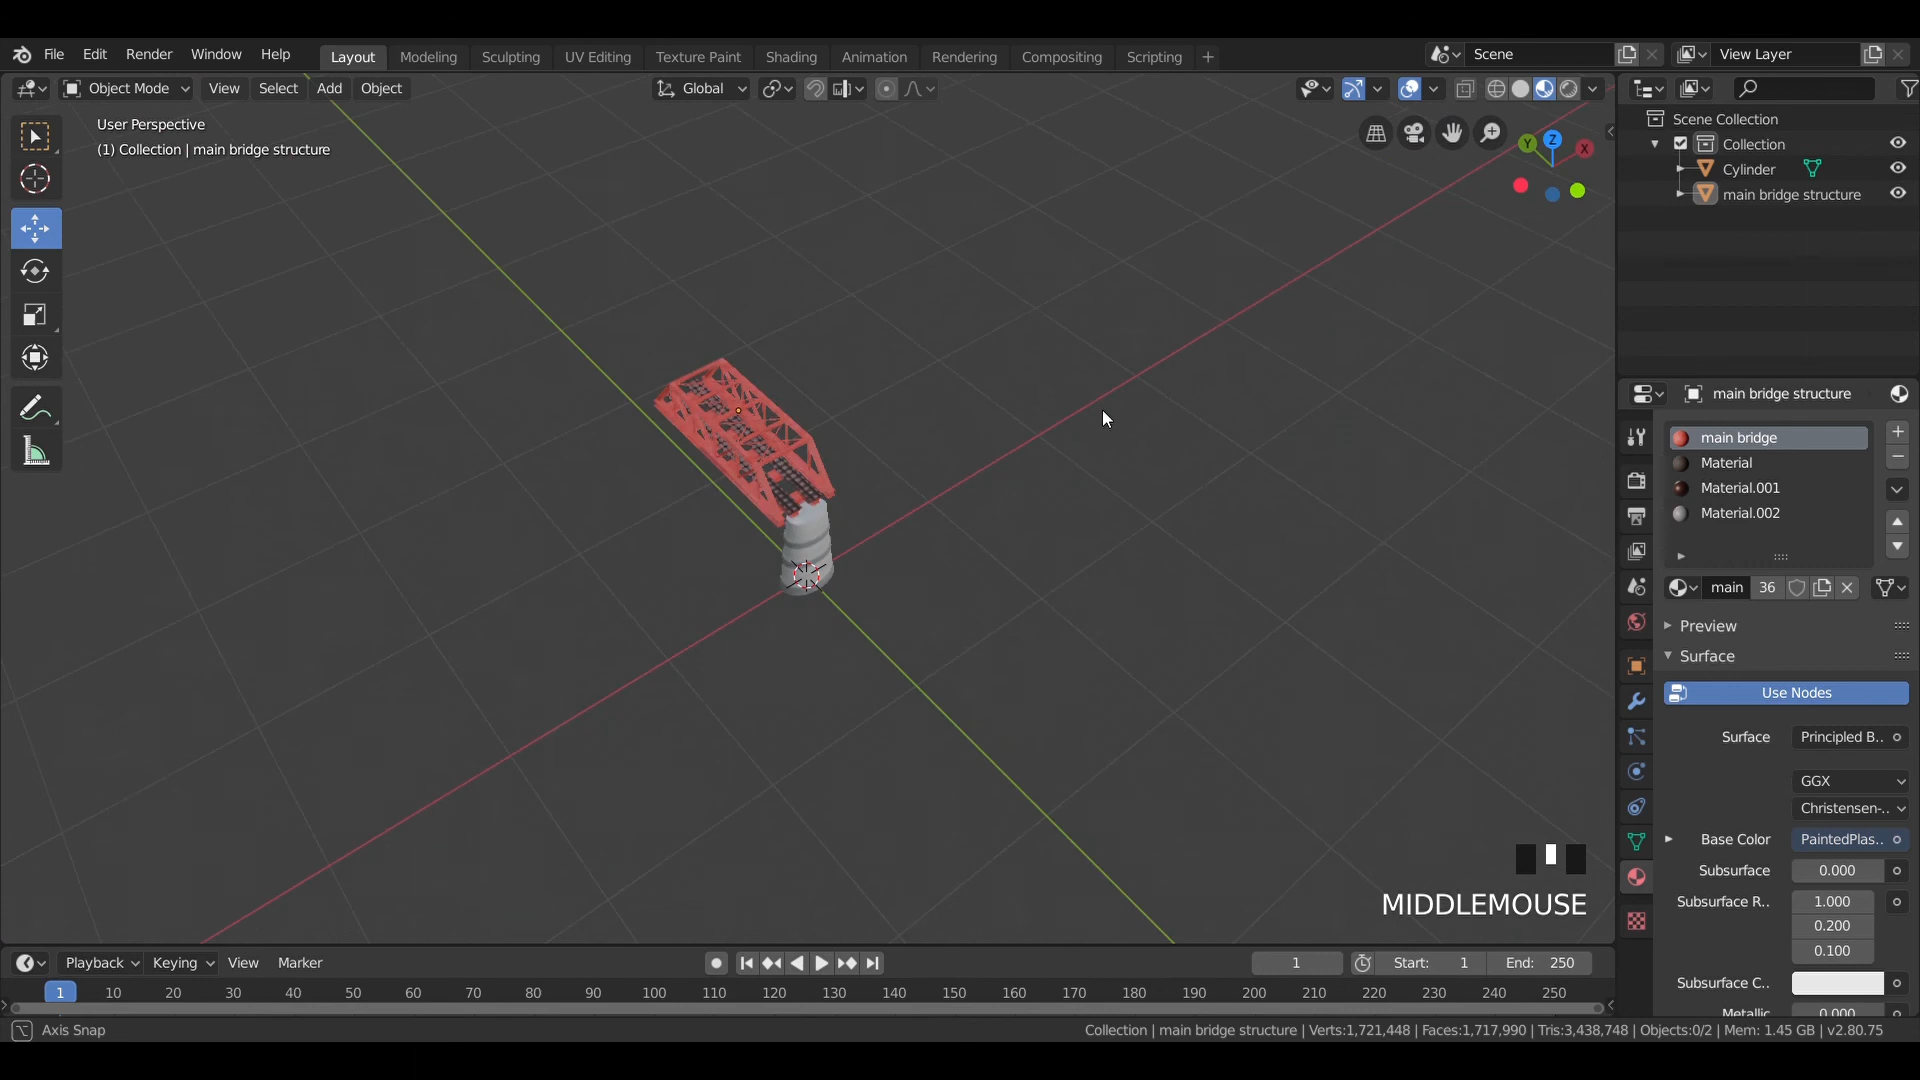 File Edit Render Window Help Layout Modeling Sculpting UV Editing Texture Paint Shading Animation Rendering Compositing Scripting + Scene View Layer
Object Mode View Select Add Object Global
User Perspective
(1) Collection | main bridge structure
Z
Y
X
Scene Collection
Collection
Cylinder
main bridge structure
main bridge structure
main bridge
Material
Material.001
Material.002
main 36
Preview
Surface
Use Nodes
Surface Principled B..
GGX
Christensen-..
Base Color PaintedPlas..
Subsurface 0.000
Subsurface R.. 1.000
0.200
0.100
Subsurface C..
Metallic 0.000
MIDDLEMOUSE
Playback Keying View Marker 1 Start: 1 End: 250
1 10 20 30 40 50 60 70 80 90 100 110 120 130 140 150 160 170 180 190 200 210 220 230 240 250
Axis Snap Collection | main bridge structure | Verts:1,721,448 | Faces:1,717,990 | Tris:3,438,748 | Objects:0/2 | Mem: 1.45 GB | v2.80.75